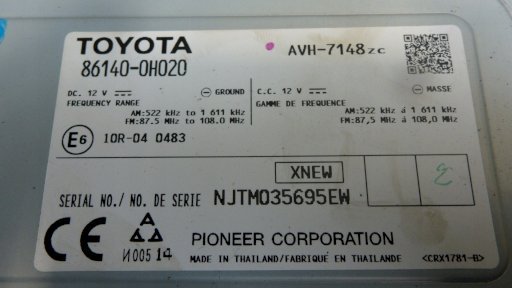 TOYOTA AVH-7148zc
86140-0H020
DC. 12 V ⊖ GROUND C.C. 12 V ⊖ MASSE
FREQUENCY RANGE GAMME DE FREQUENCE
AM:522 kHz to 1 611 kHz AM:522 kHz á 1 611 kHz
FM:87.5 MHz to 108.0 MHz FM:87,5 MHz á 108,0 MHz
E6 10R-04 0483
XNEW
SERIAL NO./ NO. DE SERIE NJTM035695EW
CE И005 14 PIONEER CORPORATION
MADE IN THAILAND/FABRIQUÉ EN THAILANDE <CRX1781-B>